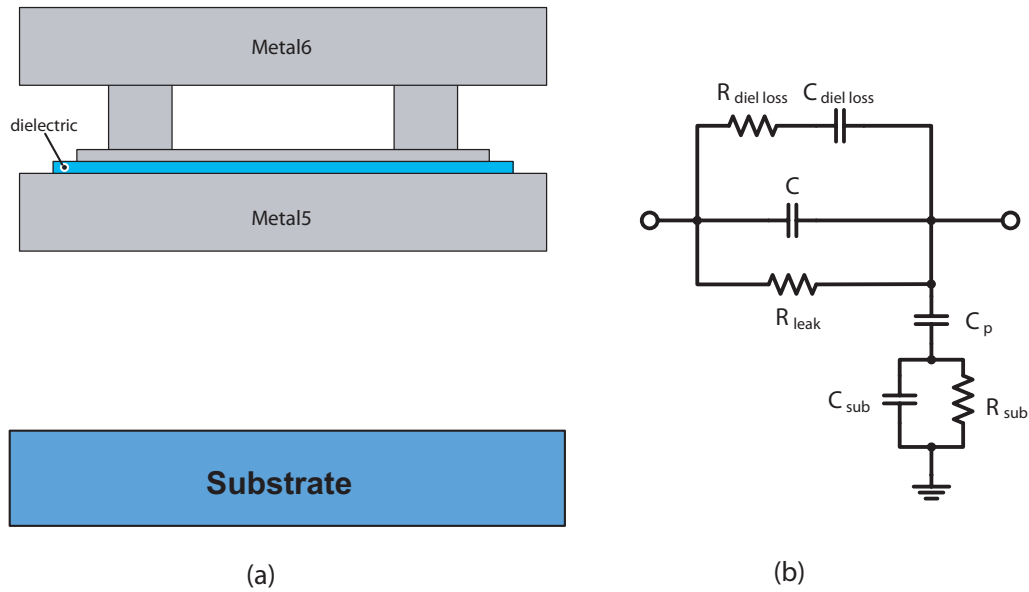 Metal6
dielectric
Metal5
Substrate
(a)
R diel loss
C diel loss
C
R leak
C p
C sub
R sub
(b)